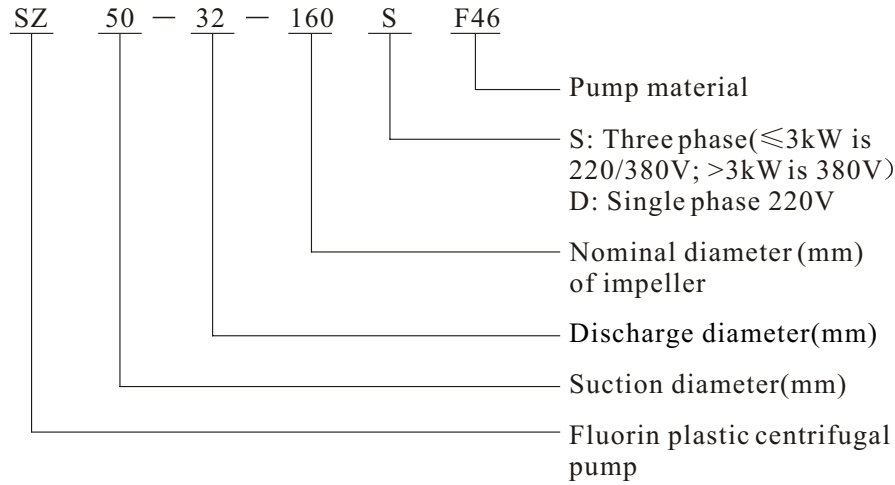 SZ 50 — 32 — 160 S F46
Pump material
S: Three phase(≤3kW is
220/380V; >3kW is 380V）
D: Single phase 220V
Nominal diameter (mm)
of impeller
Discharge diameter(mm)
Suction diameter(mm)
Fluorin plastic centrifugal
pump